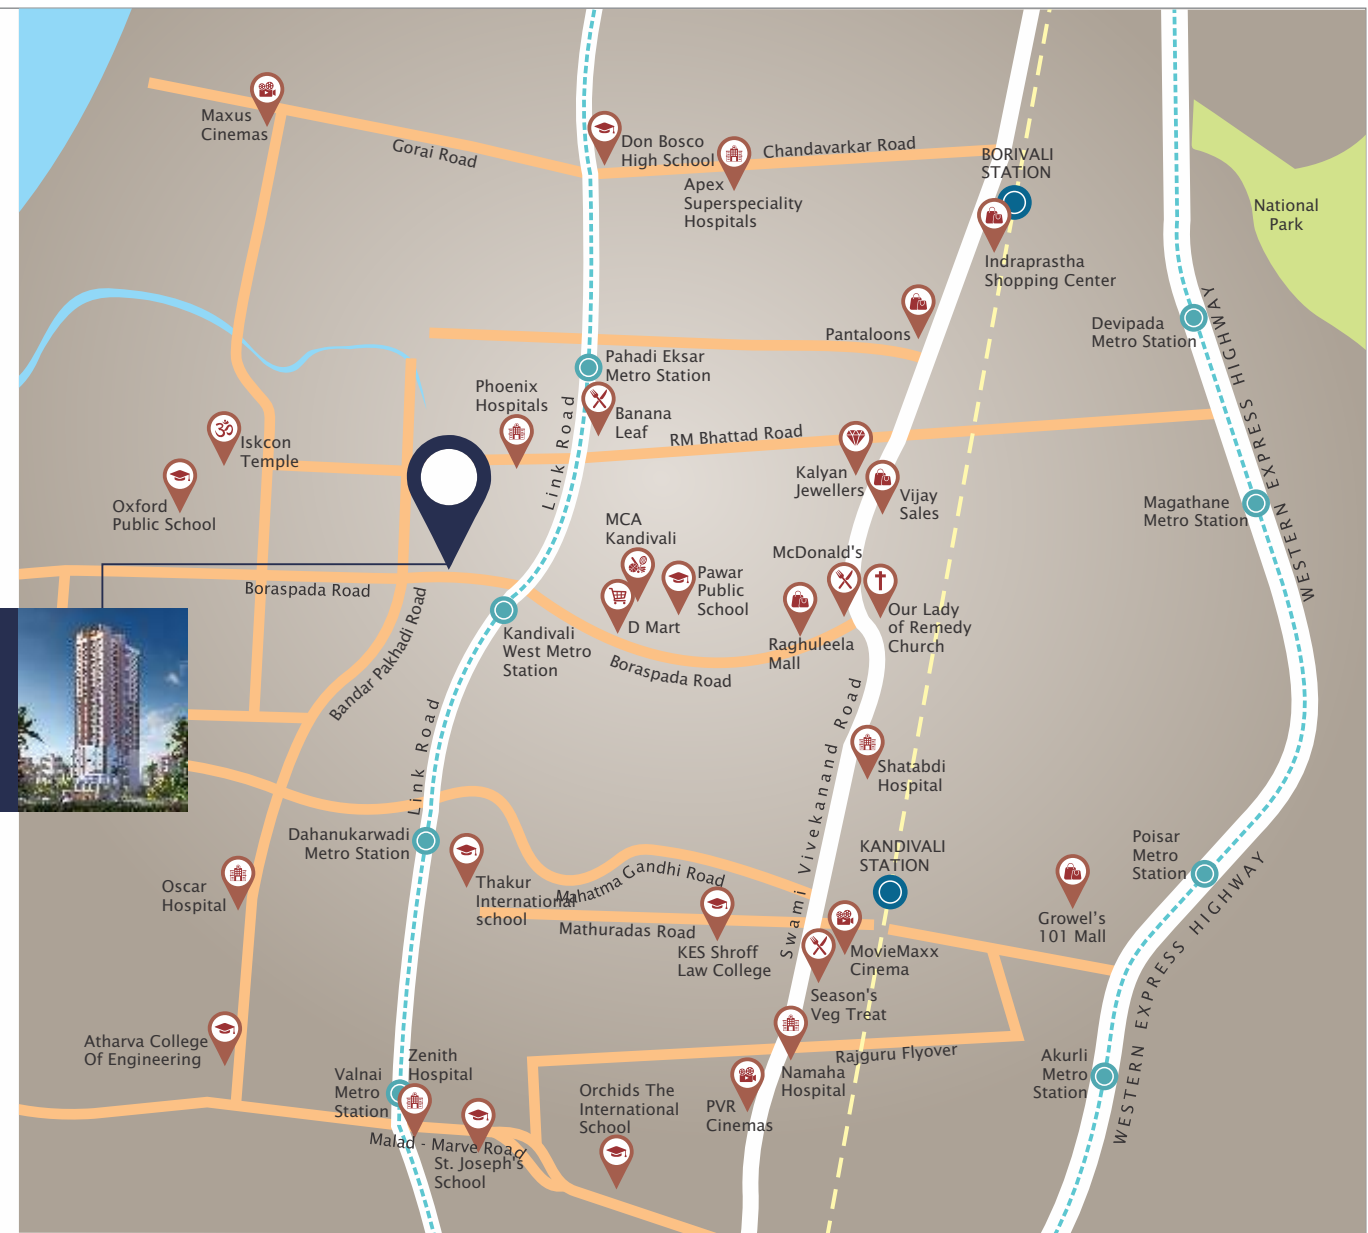 Maxus
Cinemas
Gorai Road
Don Bosco
High School
Apex
Superspeciality
Hospitals
Chandavarkar Road
BORIVALI
STATION
National
Park
Indraprastha
Shopping Center
Pantaloons
Devipada
Metro Station
WESTERN EXPRESS HIGHWAY
Pahadi Eksar
Metro Station
Phoenix
Hospitals
Banana
Leaf
Link Road
RM Bhattad Road
Iskcon
Temple
Oxford
Public School
Kalyan
Jewellers
Vijay
Sales
Magathane
Metro Station
MCA
Kandivali
McDonald's
Pawar
Public
School
D Mart
Raghuleela
Mall
Our Lady
of Remedy
Church
Boraspada Road
Bandar Pakhadi Road
Kandivali
West Metro
Station
Boraspada Road
Link Road
Swami Vivekanand Road
Shatabdi
Hospital
Dahanukarwadi
Metro Station
KANDIVALI
STATION
Poisar
Metro
Station
Oscar
Hospital
Thakur
International
school
Mahatma Gandhi Road
Mathuradas Road
KES Shroff
Law College
MovieMaxx
Cinema
Growel's
101 Mall
WESTERN EXPRESS HIGHWAY
Season's
Veg Treat
Atharva College
Of Engineering
Zenith
Hospital
Valnai
Metro
Station
Rajguru Flyover
Namaha
Hospital
Akurli
Metro
Station
PVR
Cinemas
Orchids The
International
School
Malad - Marve Road
St. Joseph's
School